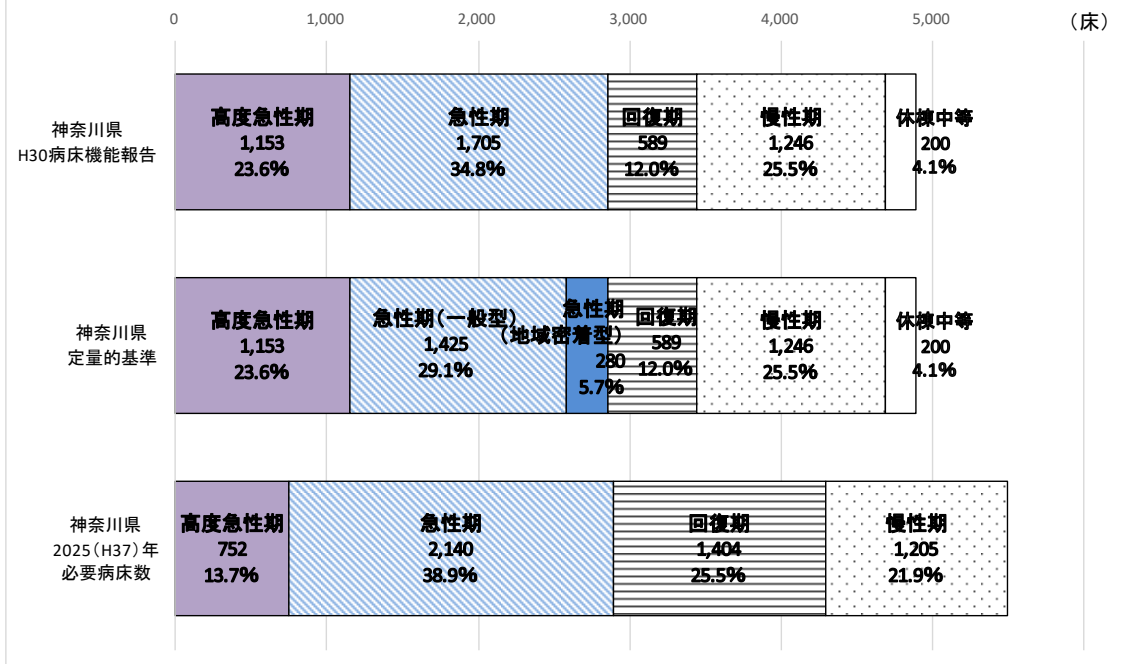 0
1,000
2,000
3,000
4,000
5,000
（床）
神奈川県
H30病床機能報告
高度急性期
1,153
23.6%
急性期
1,705
34.8%
回復期
589
12.0%
慢性期
1,246
25.5%
休棟中等
200
4.1%
神奈川県
定量的基準
高度急性期
1,153
23.6%
急性期（一般型）
1,425
29.1%
急性期
（地域密着型）
280
5.7%
回復期
589
12.0%
慢性期
1,246
25.5%
休棟中等
200
4.1%
神奈川県
2025（H37）年
必要病床数
高度急性期
752
13.7%
急性期
2,140
38.9%
回復期
1,404
25.5%
慢性期
1,205
21.9%